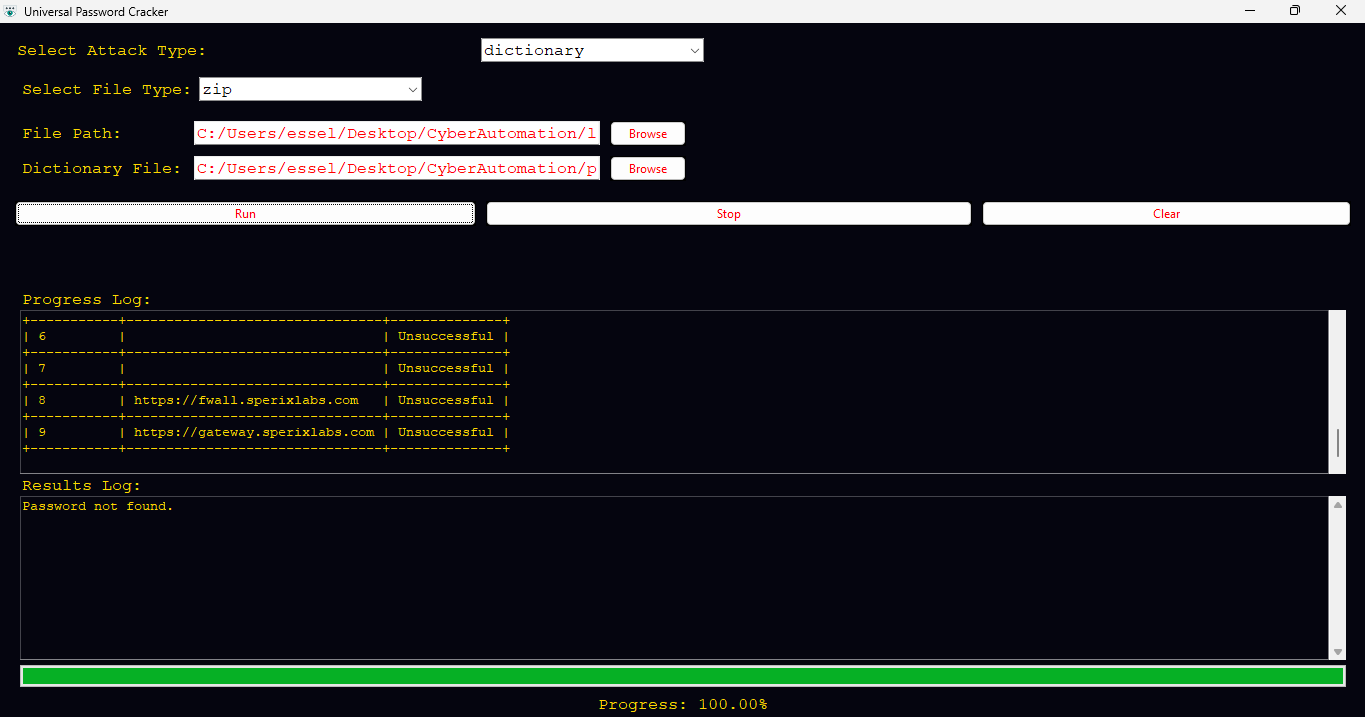 Universal Password Cracker
Select Attack Type: dictionary
Select File Type: zip
File Path: C:/Users/essel/Desktop/CyberAutomation/l Browse
Dictionary File: C:/Users/essel/Desktop/CyberAutomation/p Browse
Run Stop Clear
Progress Log:
+-----------+--------------------------------+--------------+
| 6 | | Unsuccessful |
+-----------+--------------------------------+--------------+
| 7 | | Unsuccessful |
+-----------+--------------------------------+--------------+
| 8 | https://fwall.sperixlabs.com | Unsuccessful |
+-----------+--------------------------------+--------------+
| 9 | https://gateway.sperixlabs.com | Unsuccessful |
+-----------+--------------------------------+--------------+
Results Log:
Password not found.
Progress: 100.00%